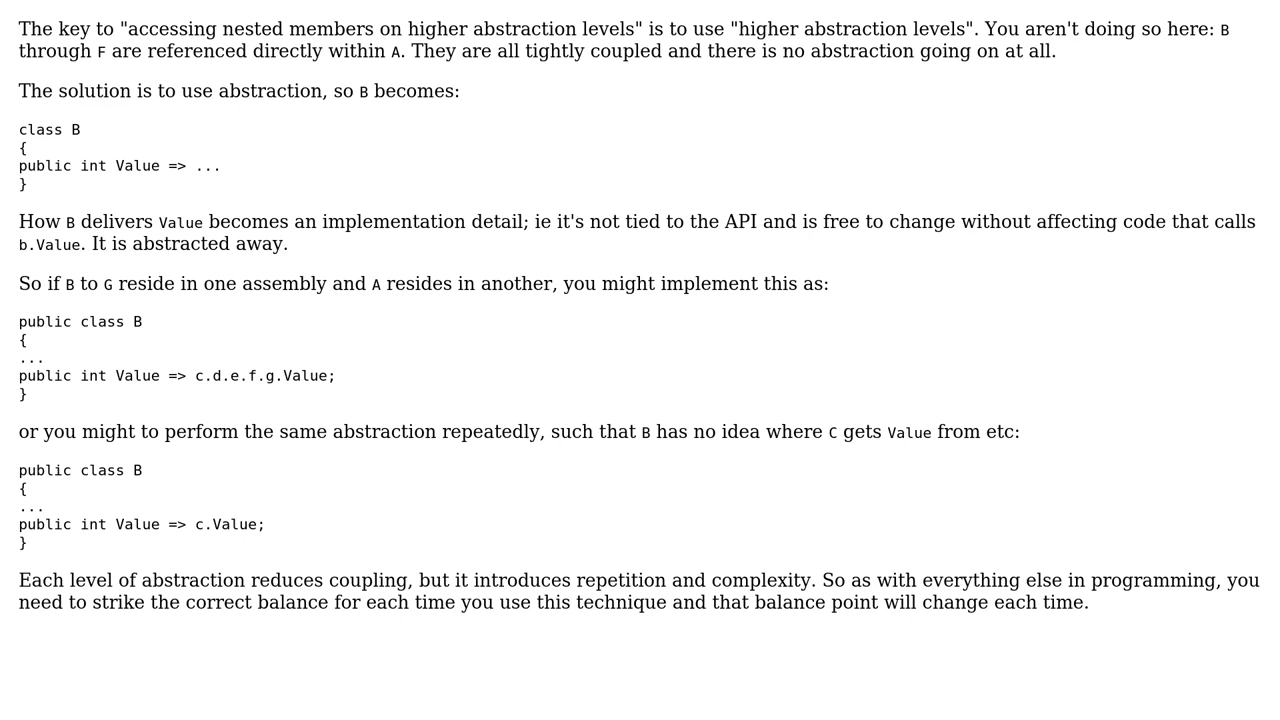 The key to "accessing nested members on higher abstraction levels" is to use "higher abstraction levels". You aren't doing so here: B
through F are referenced directly within A. They are all tightly coupled and there is no abstraction going on at all.
The solution is to use abstraction, so B becomes:
class B
{
public int Value => ...
}
How B delivers Value becomes an implementation detail; ie it's not tied to the API and is free to change without affecting code that calls
b.Value. It is abstracted away.
So if B to G reside in one assembly and A resides in another, you might implement this as:
public class B
{
...
public int Value => c.d.e.f.g.Value;
}
or you might to perform the same abstraction repeatedly, such that B has no idea where C gets Value from etc:
public class B
{
...
public int Value => c.Value;
}
Each level of abstraction reduces coupling, but it introduces repetition and complexity. So as with everything else in programming, you
need to strike the correct balance for each time you use this technique and that balance point will change each time.